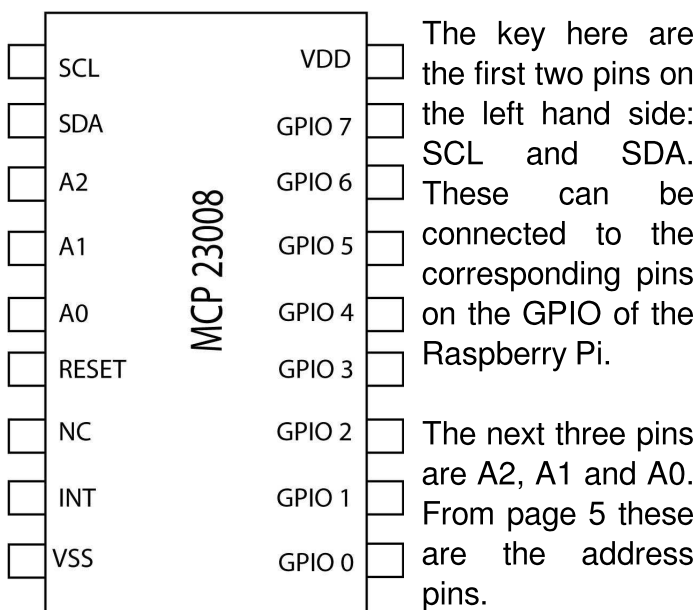 SCL
SDA
A2
A1
A0
RESET
NC
INT
VSS
MCP 23008
VDD
GPIO 7
GPIO 6
GPIO 5
GPIO 4
GPIO 3
GPIO 2
GPIO 1
GPIO 0
The key here are
the first two pins on
the left hand side:
SCL and SDA.
These can be
connected to the
corresponding pins
on the GPIO of the
Raspberry Pi.
The next three pins
are A2, A1 and A0.
From page 5 these
are the address
pins.